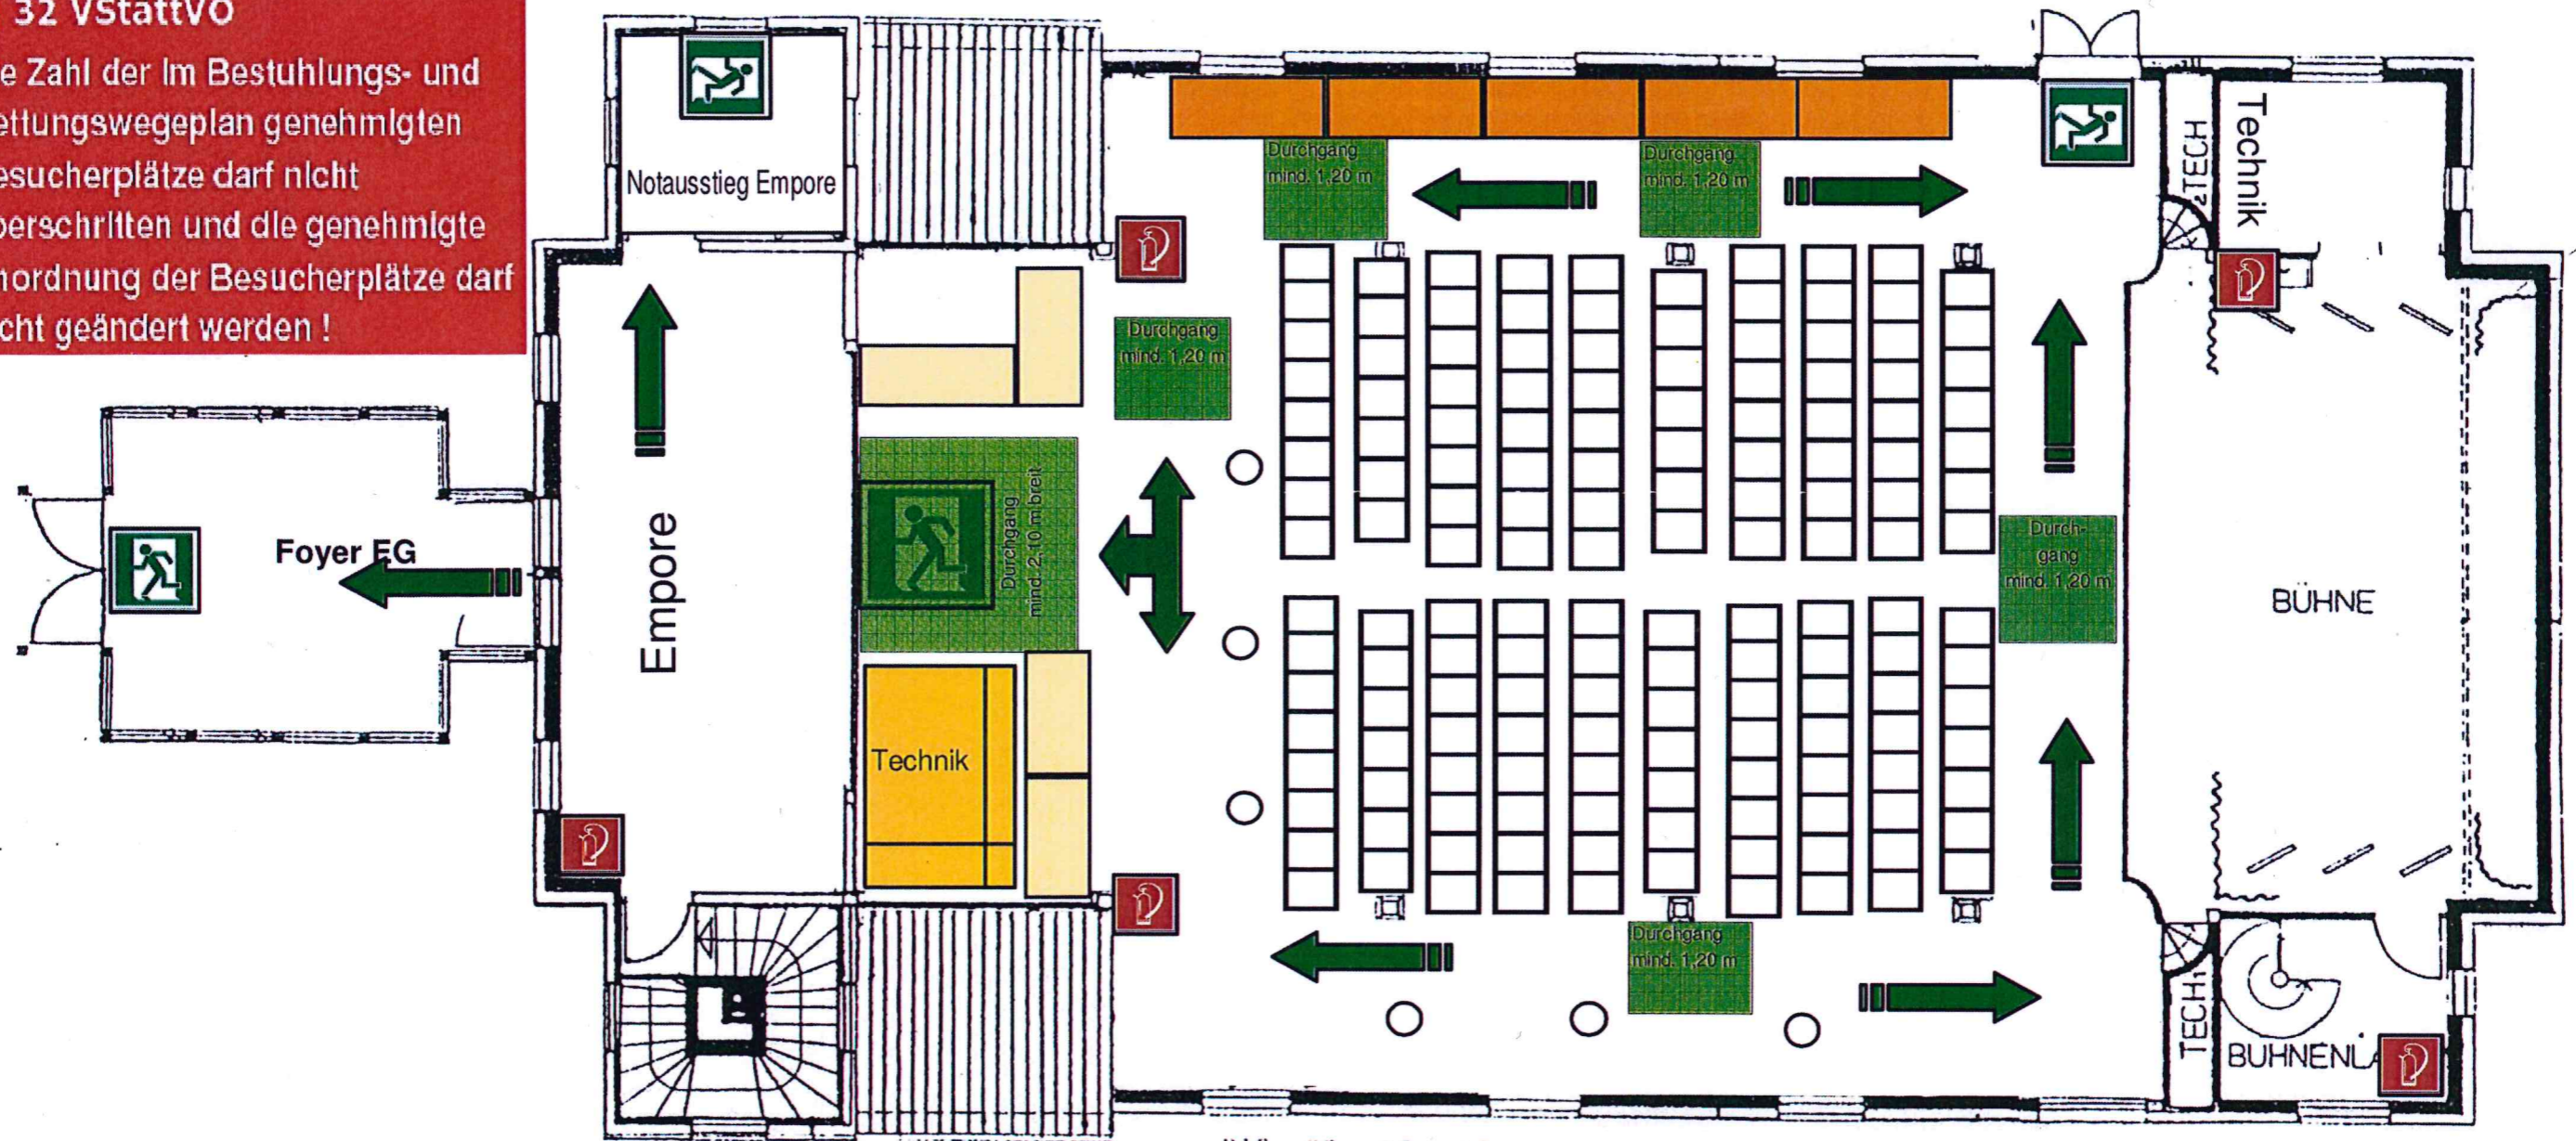 32 VStattVO
e Zahl der im Bestuhlungs- und
ettungswegeplan genehmigten
esucherplätze darf nicht
berschritten und die genehmigte
nordnung der Besucherplätze darf
cht geändert werden !
Notausstieg Empore
Durchgang
mind. 1,20 m
Durchgang
mind. 1,20 m
2TECH
Technik
Durchgang
mind. 1,20 m
Foyer EG
Empore
Durchgang
mind. 2,10 m breit
Durch-
gang
mind. 1,20 m
BÜHNE
Technik
Durchgang
mind. 1,20 m
TECH1
BÜHNENL